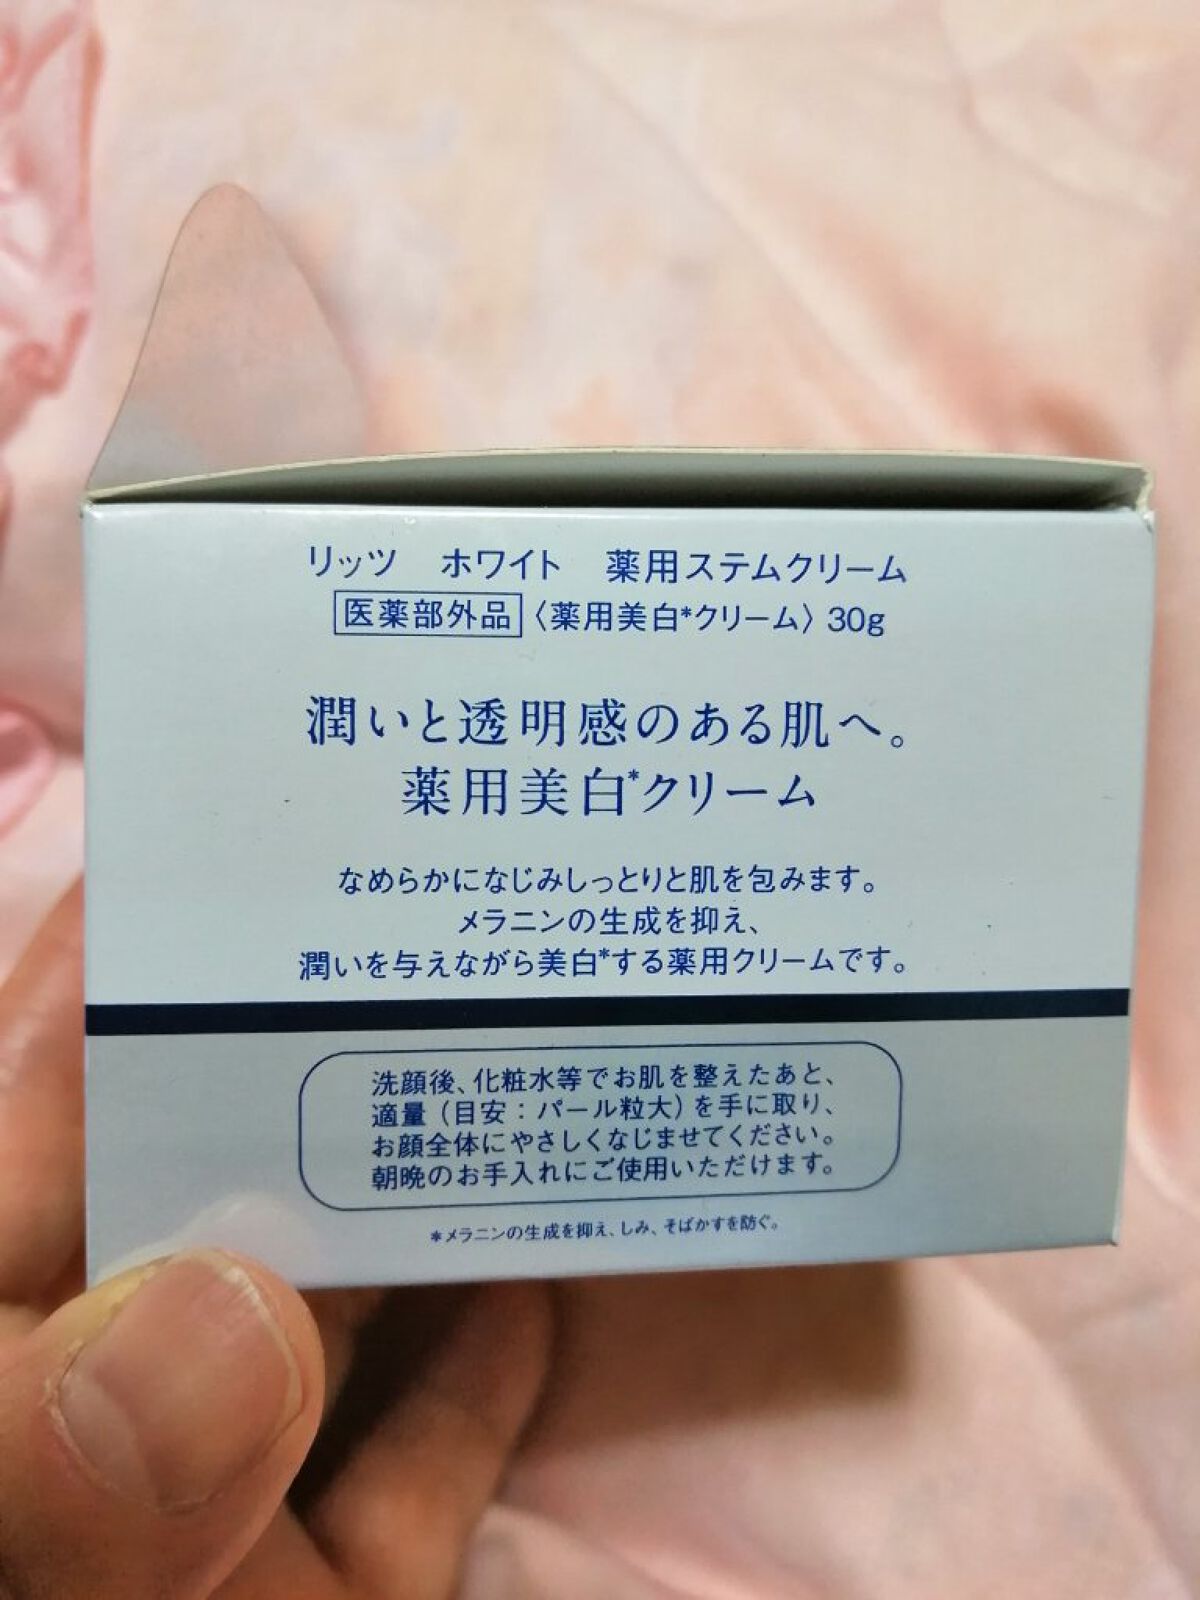 リッツ　ホワイト　薬用ステムクリーム
医薬部外品〈薬用美白*クリーム〉30g
潤いと透明感のある肌へ。
薬用美白*クリーム
なめらかになじみしっとりと肌を包みます。
メラニンの生成を抑え、
潤いを与えながら美白*する薬用クリームです。
洗顔後、化粧水等でお肌を整えたあと、
適量（目安：パール粒大）を手に取り、
お顔全体にやさしくなじませてください。
朝晩のお手入れにご使用いただけます。
*メラニンの生成を抑え、しみ、そばかすを防ぐ。